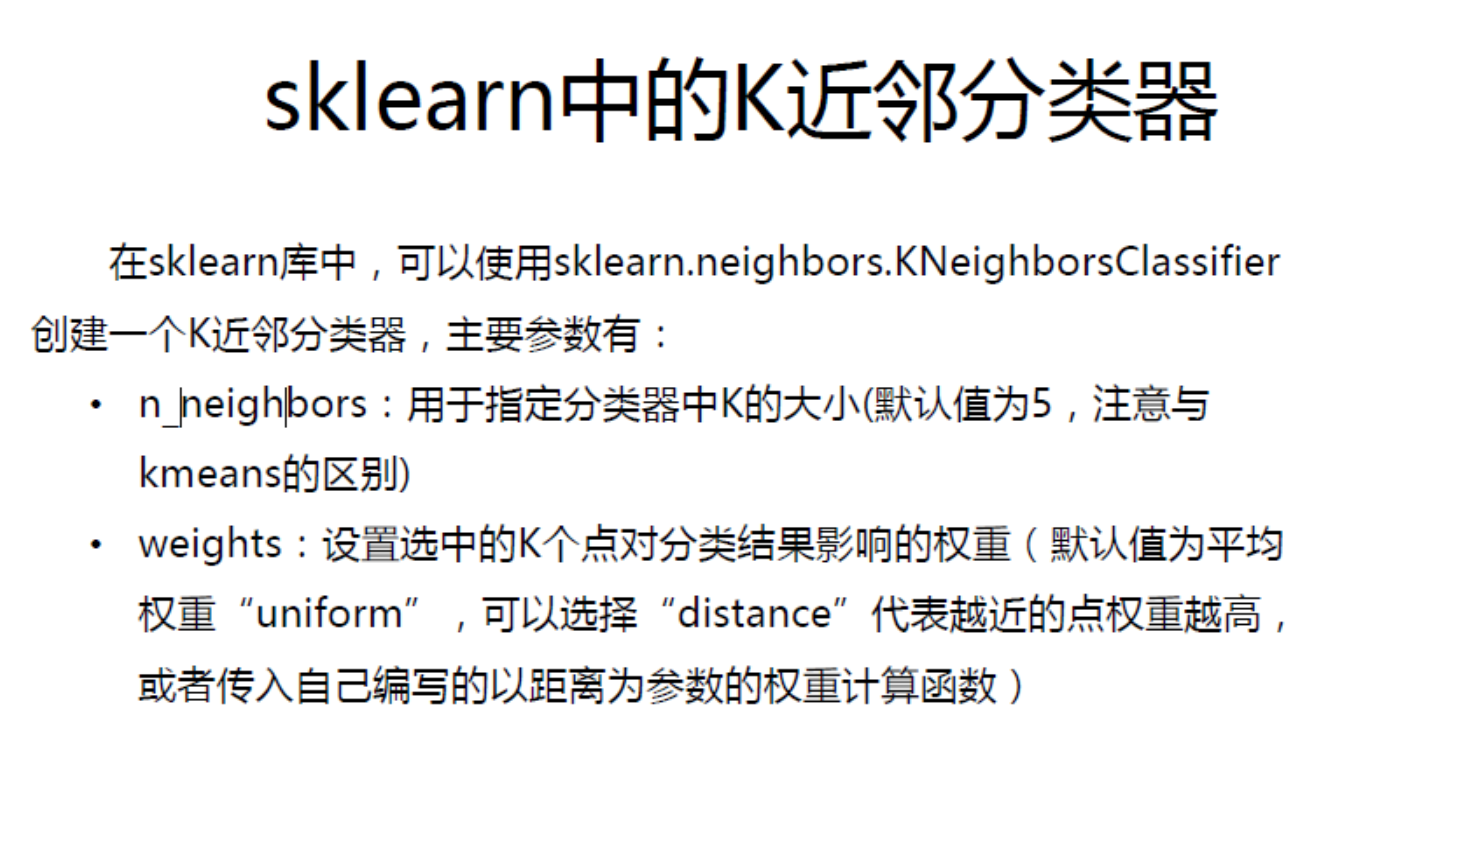 sklearn中的K近邻分类器
在sklearn库中，可以使用sklearn.neighbors.KNeighborsClassifier
创建一个K近邻分类器，主要参数有：
• n_neighbors：用于指定分类器中K的大小(默认值为5，注意与
kmeans的区别)
• weights：设置选中的K个点对分类结果影响的权重（默认值为平均
权重“uniform”，可以选择“distance”代表越近的点权重越高，
或者传入自己编写的以距离为参数的权重计算函数）